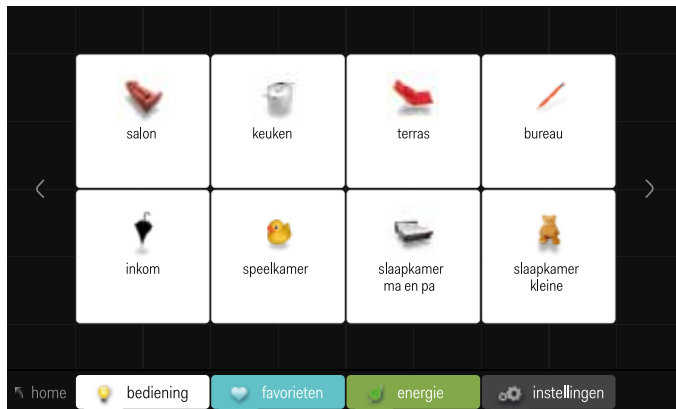 salon
keuken
terras
bureau
inkom
speelkamer
slaapkamer
ma en pa
slaapkamer
kleine
home
bediening
favorieten
energie
instellingen